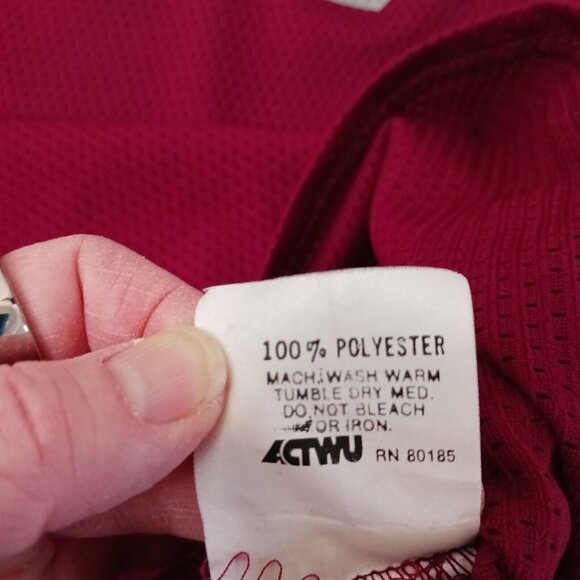 100% POLYESTER
MACH. WASH WARM
TUMBLE DRY MED.
DO NOT BLEACH
OR IRON.
ACTWU RN 80185